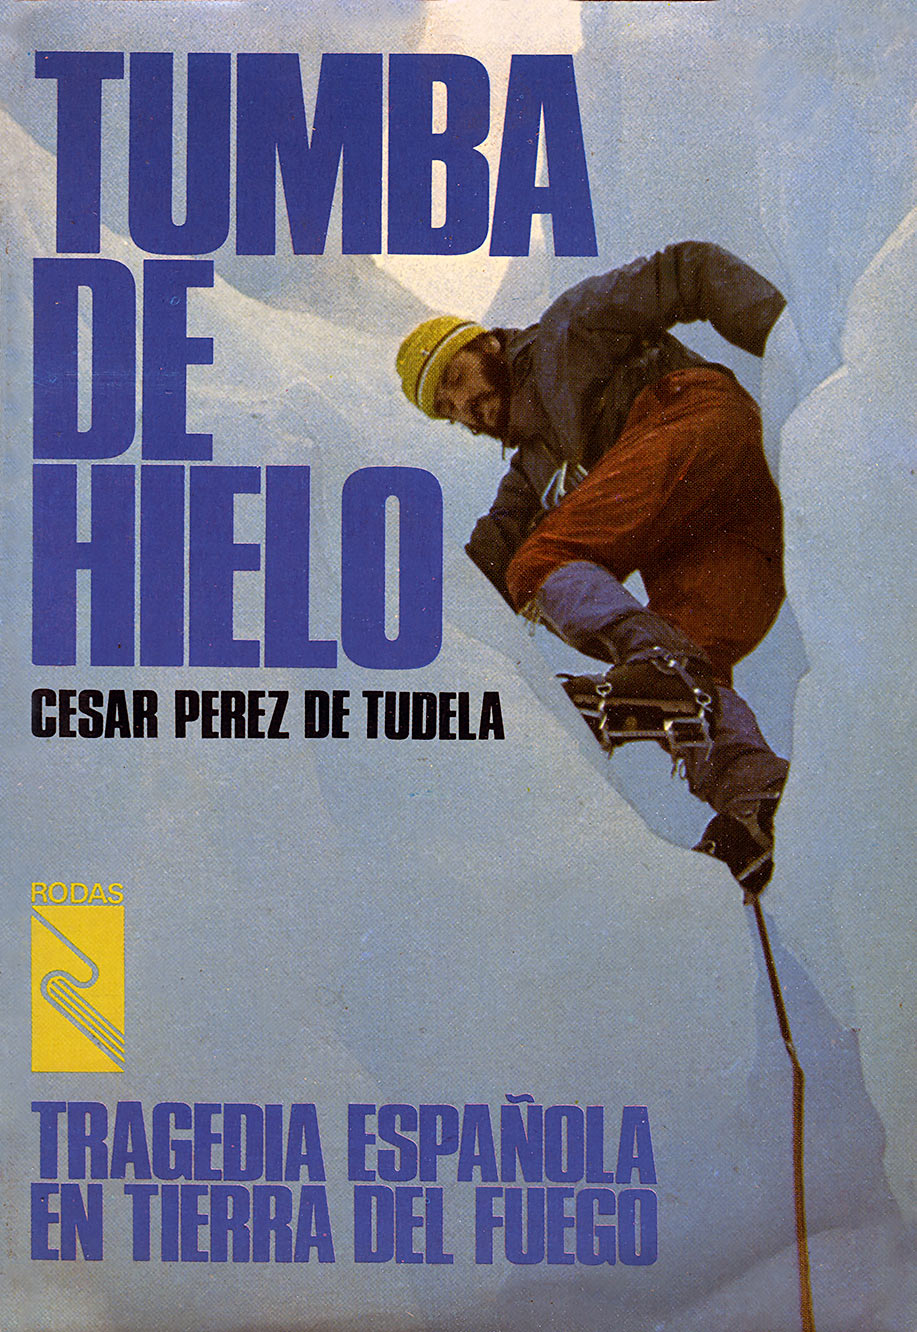 TUMBA
DE
HIELO
CESAR PEREZ DE TUDELA
RODAS
TRAGEDIA ESPAÑOLA
EN TIERRA DEL FUEGO